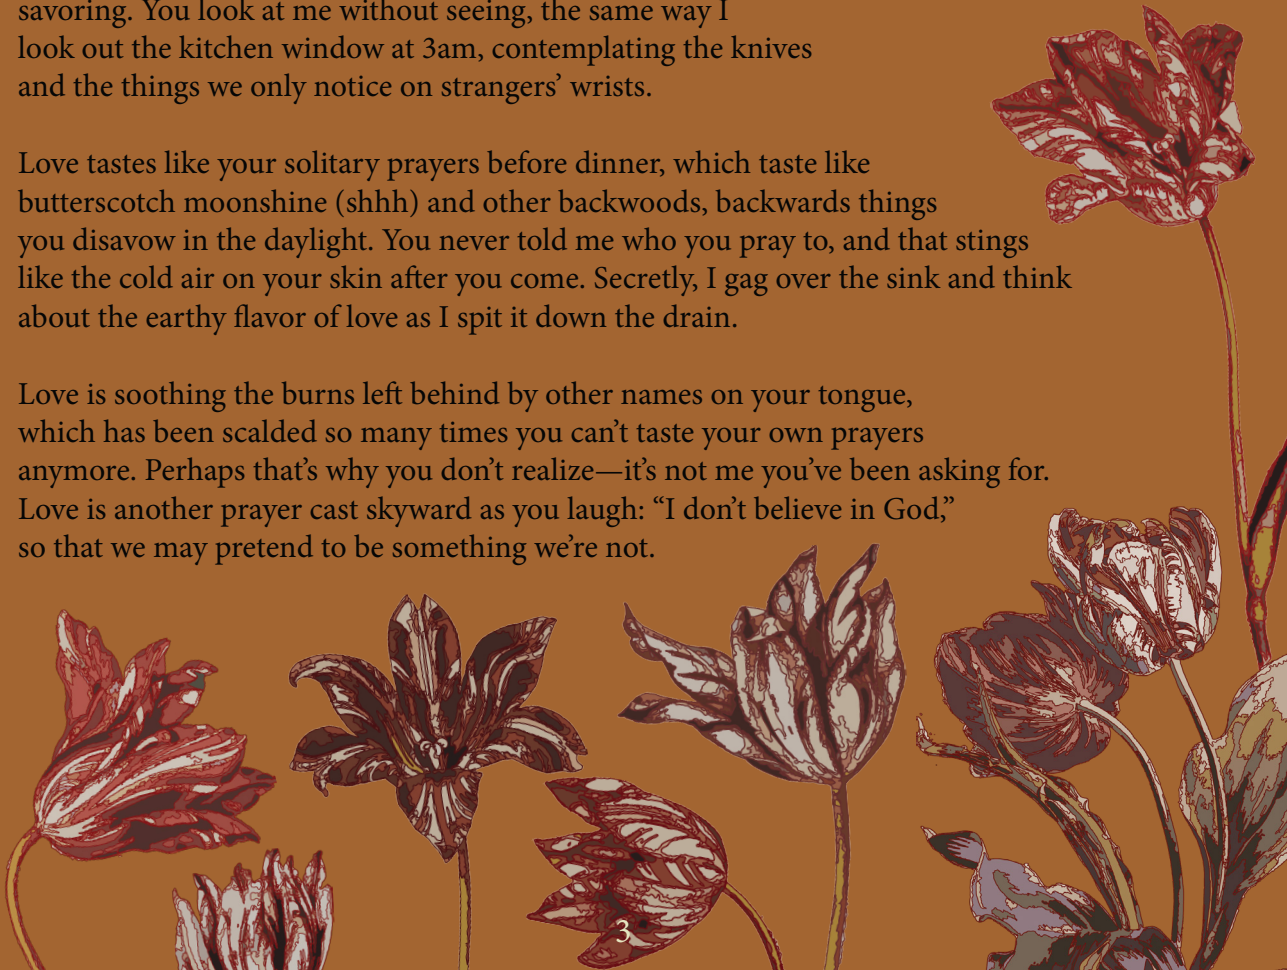 savoring. You look at me without seeing, the same way I
look out the kitchen window at 3am, contemplating the knives
and the things we only notice on strangers’ wrists.
Love tastes like your solitary prayers before dinner, which taste like
butterscotch moonshine (shhh) and other backwoods, backwards things
you disavow in the daylight. You never told me who you pray to, and that stings
like the cold air on your skin after you come. Secretly, I gag over the sink and think
about the earthy flavor of love as I spit it down the drain.
Love is soothing the burns left behind by other names on your tongue,
which has been scalded so many times you can’t taste your own prayers
anymore. Perhaps that’s why you don’t realize—it’s not me you’ve been asking for.
Love is another prayer cast skyward as you laugh: “I don’t believe in God,”
so that we may pretend to be something we’re not.
3